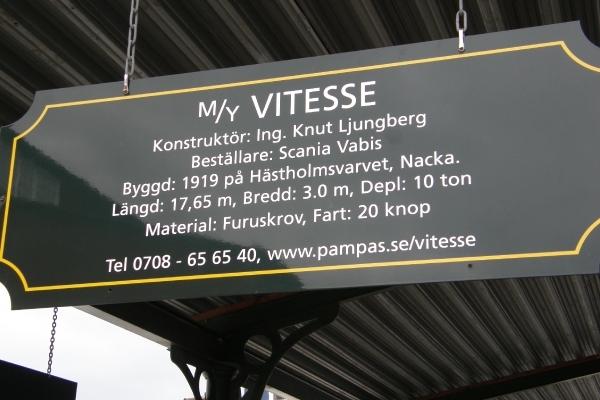 M/Y VITESSE
Konstruktör: Ing. Knut Ljungberg
Beställare: Scania Vabis
Byggd: 1919 på Hästholmsvarvet, Nacka.
Längd: 17,65 m, Bredd: 3.0 m, Depl: 10 ton
Material: Furuskrov, Fart: 20 knop
Tel 0708 - 65 65 40, www.pampas.se/vitesse